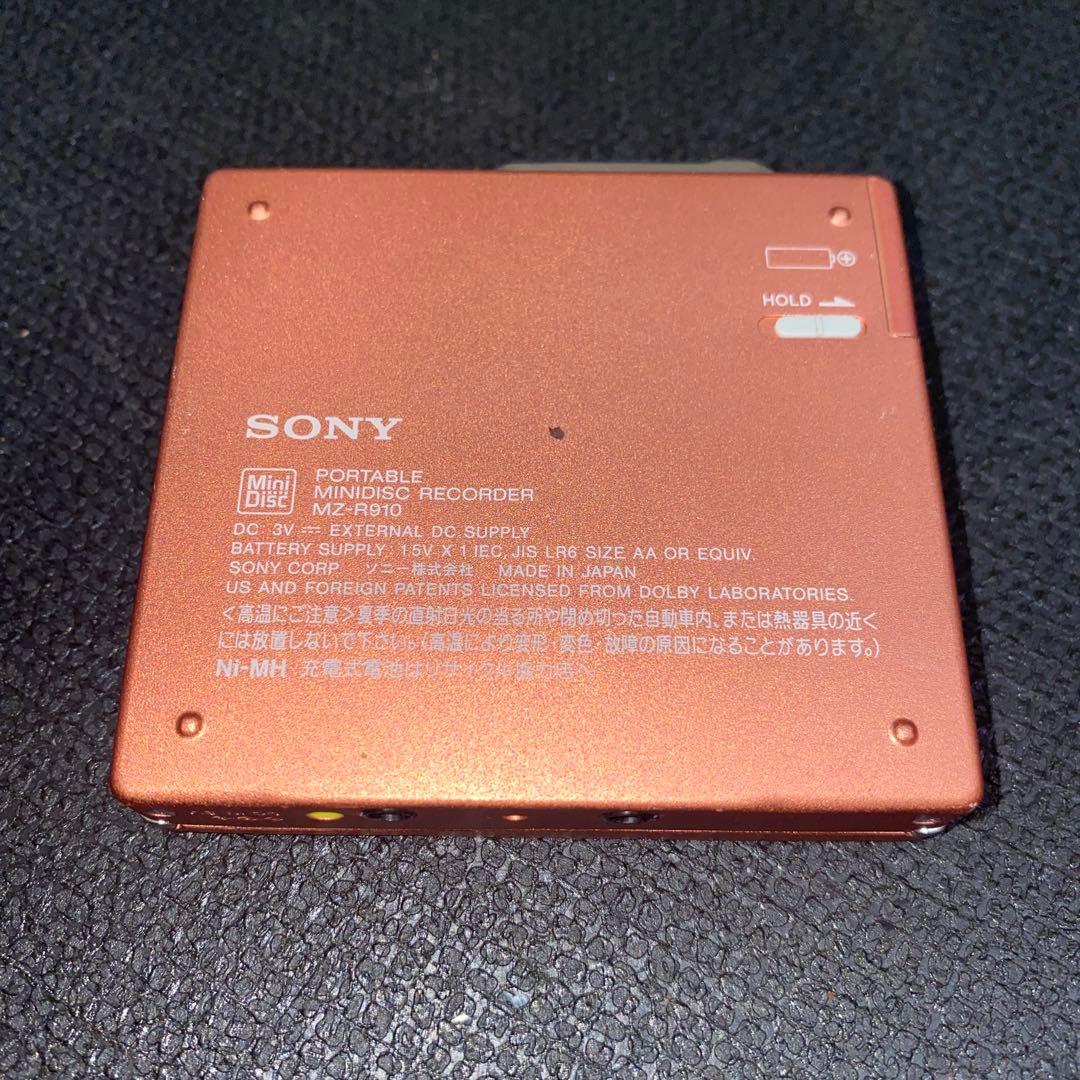 HOLD
SONY
Mini Disc
PORTABLE
MINIDISC RECORDER
MZ-R910
DC 3V ⎓ EXTERNAL DC SUPPLY
BATTERY SUPPLY: 1.5V X 1 IEC, JIS LR6 SIZE AA OR EQUIV.
SONY CORP. ソニー株式会社 MADE IN JAPAN
US AND FOREIGN PATENTS LICENSED FROM DOLBY LABORATORIES.
<高温にご注意>夏季の直射日光の当る所や閉め切った自動車内、または熱器具の近く
には放置しないで下さい。(高温により変形・変色・故障の原因になることがあります。)
Ni-MH 充電式電池はリサイクル協力店へ